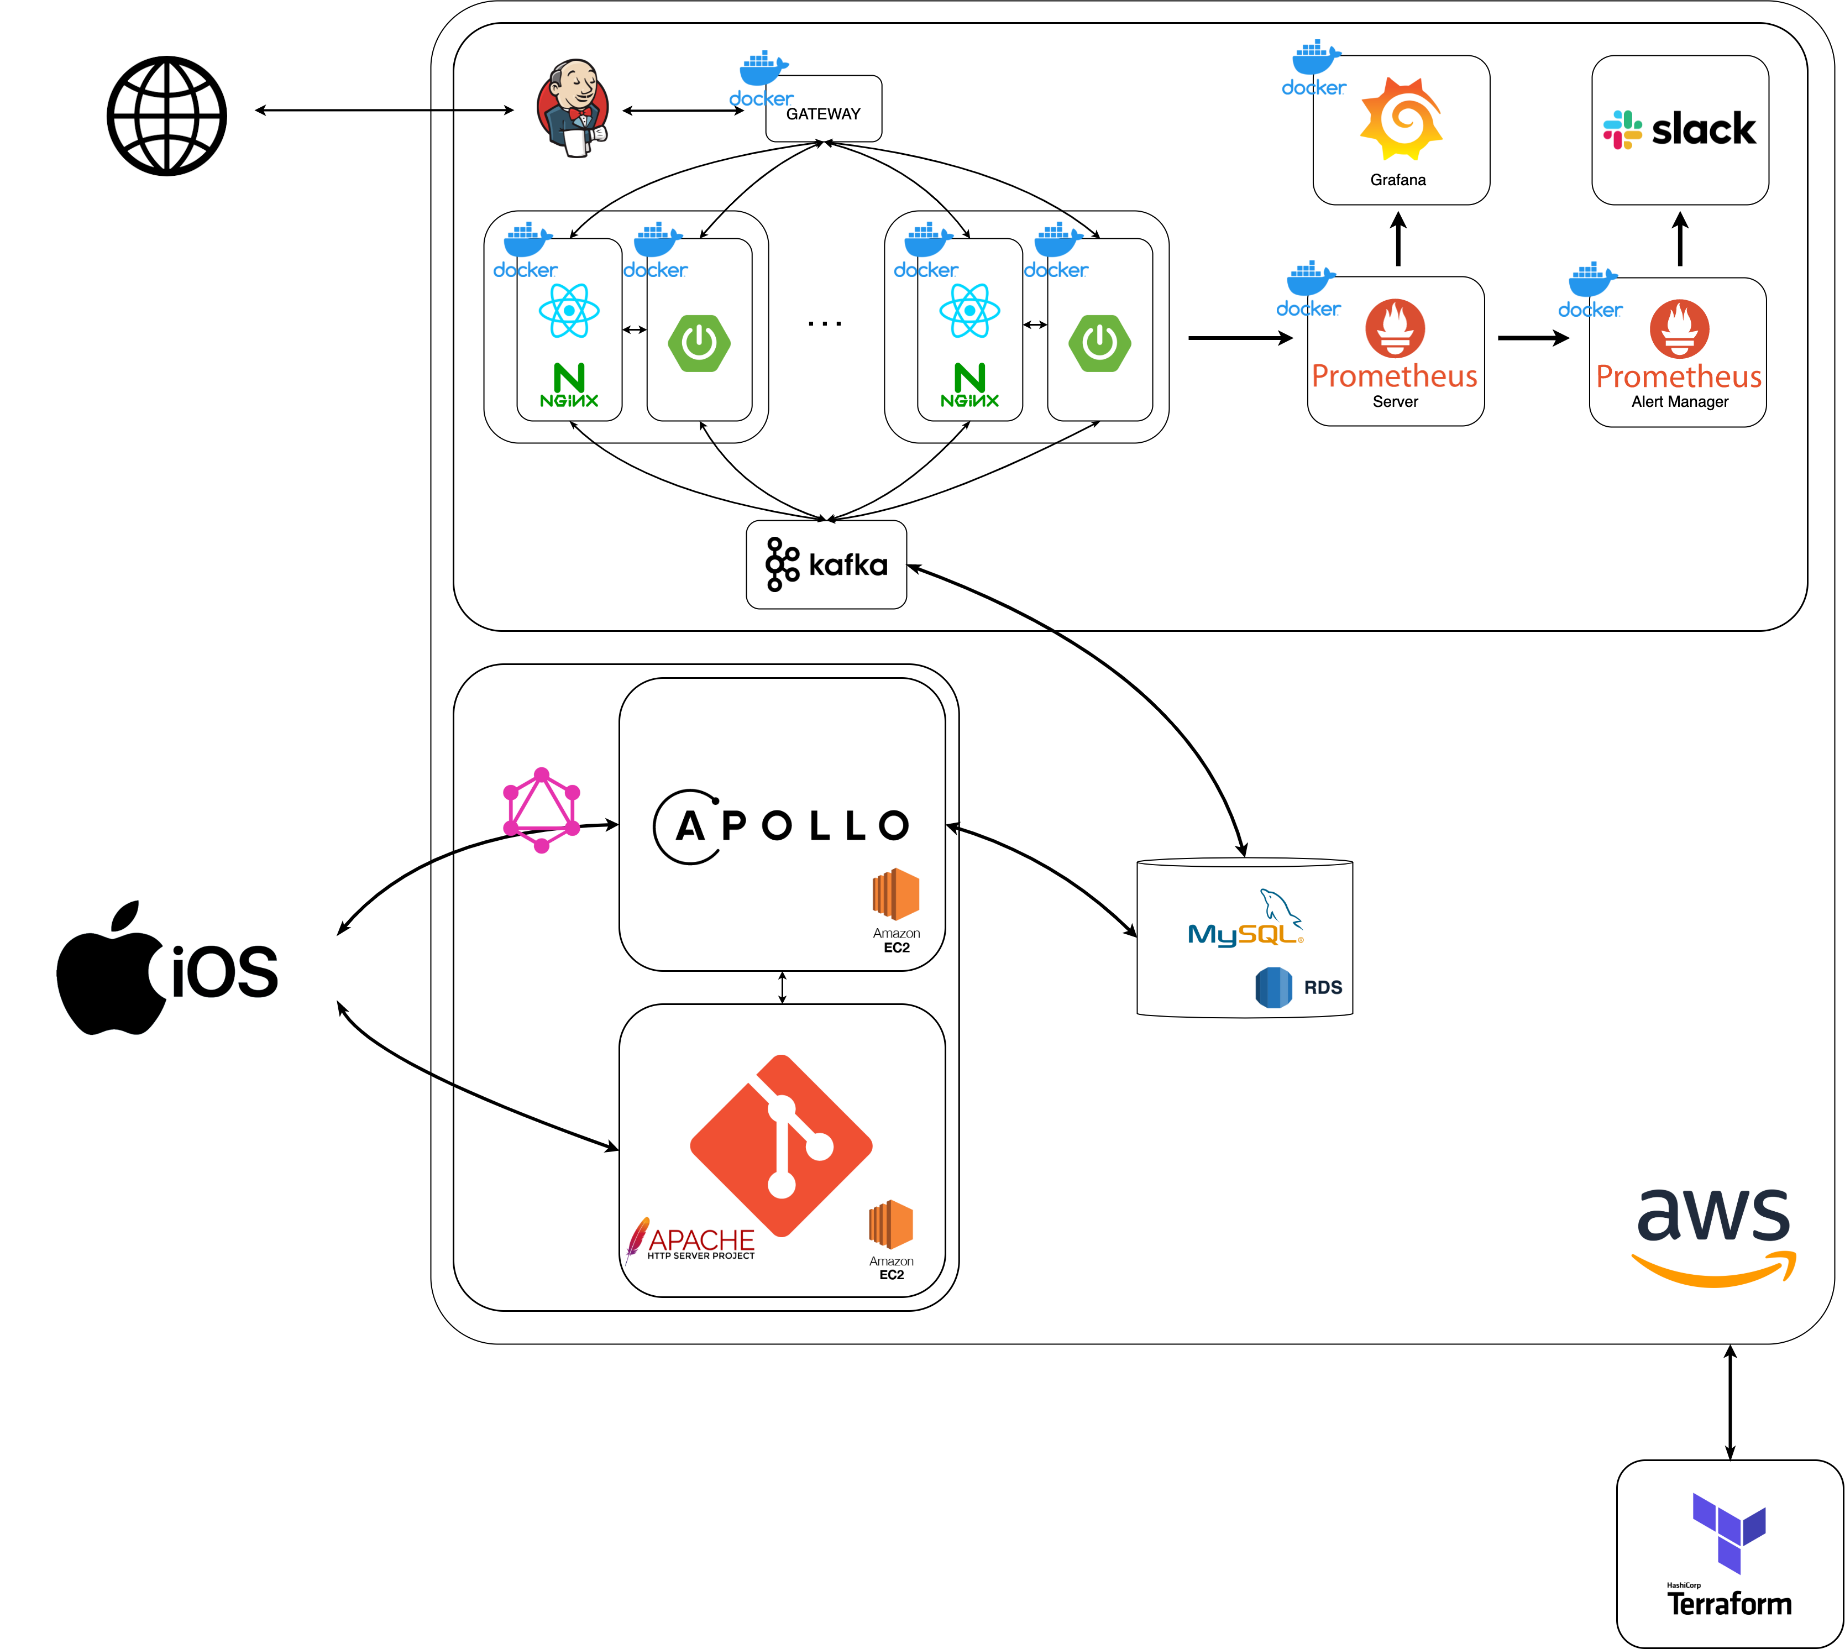 docker
GATEWAY
docker
Grafana
slack
docker
docker
docker
docker
NGINX
NGINX
...
docker
Prometheus
Server
docker
Prometheus
Alert Manager
kafka
APOLLO
Amazon
EC2
MySQL®
RDS
iOS
APACHE
HTTP SERVER PROJECT
Amazon
EC2
aws
HashiCorp
Terraform